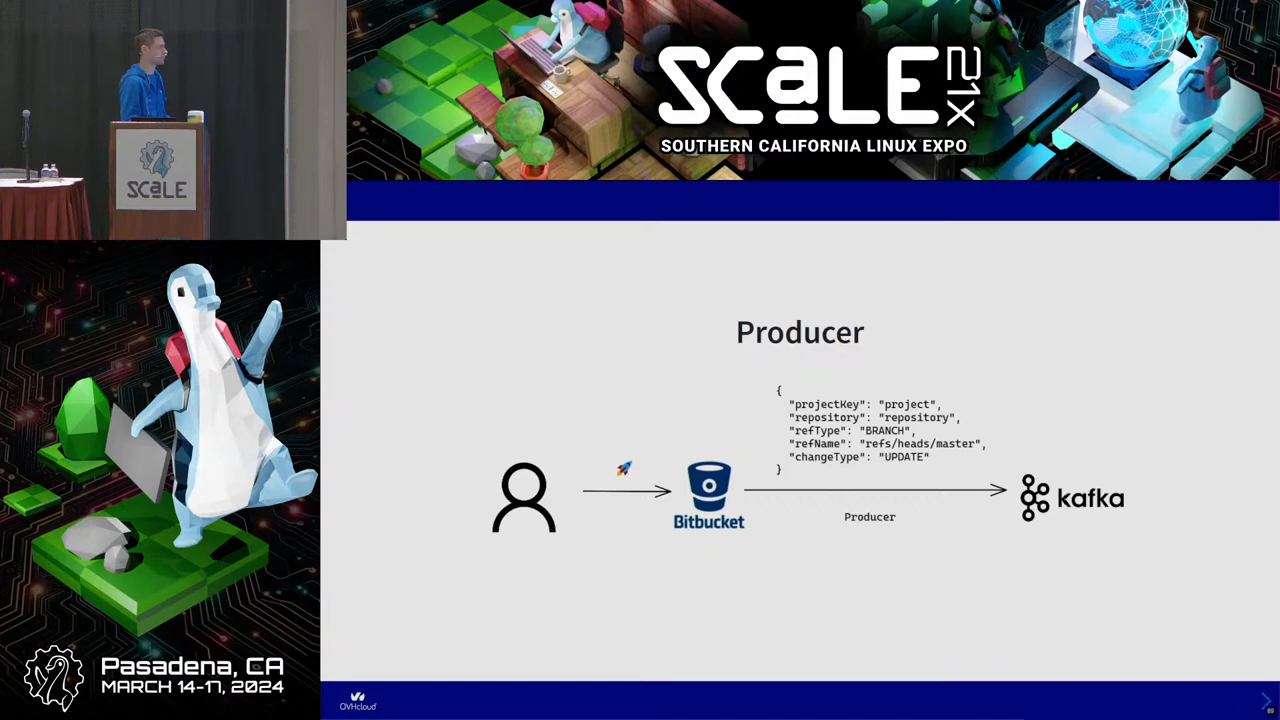 SCALE
21X
SOUTHERN CALIFORNIA LINUX EXPO
SCALE
Producer
{
"projectKey": "project",
"repository": "repository",
"refType": "BRANCH",
"refName": "refs/heads/master",
"changeType": "UPDATE"
}
Bitbucket
Producer
kafka
Pasadena, CA
MARCH 14-17, 2024
OVHcloud